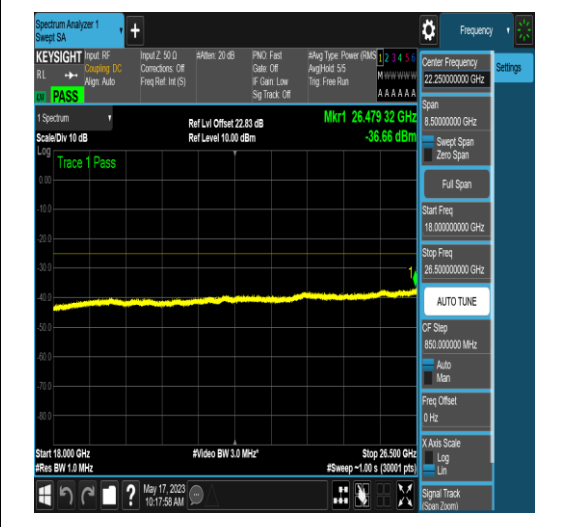 Spectrum Analyzer 1
Swept SA
+
Frequency
KEYSIGHT
RL
Input: RF
Coupling: DC
Align: Auto
Input Z: 50 Ω
Corrections: Off
Freq Ref: Int (S)
#Atten: 20 dB
PNO: Fast
Gate: Off
IF Gain: Low
Sig Track: Off
#Avg Type: Power (RMS
Avg|Hold: 5/5
Trig: Free Run
1 2 3 4 5 6
M W W W W W
A A A A A A
PASS
1 Spectrum
Scale/Div 10 dB
Ref Lvl Offset 22.83 dB
Ref Level 10.00 dBm
Mkr1 26.479 32 GHz
-36.66 dBm
Log
Trace 1 Pass
0.00
-10.0
-20.0
-30.0
-40.0
-50.0
-60.0
-70.0
-80.0
1
Start 18.000 GHz
#Res BW 1.0 MHz
#Video BW 3.0 MHz*
Stop 26.500 GHz
#Sweep ~1.00 s (30001 pts)
May 17, 2023
10:17:58 AM
?
Center Frequency
22.250000000 GHz
Span
8.50000000 GHz
Swept Span
Zero Span
Full Span
Start Freq
18.000000000 GHz
Stop Freq
26.500000000 GHz
AUTO TUNE
CF Step
850.000000 MHz
Auto
Man
Freq Offset
0 Hz
X Axis Scale
Log
Lin
Signal Track
(Span Zoom)
Settings